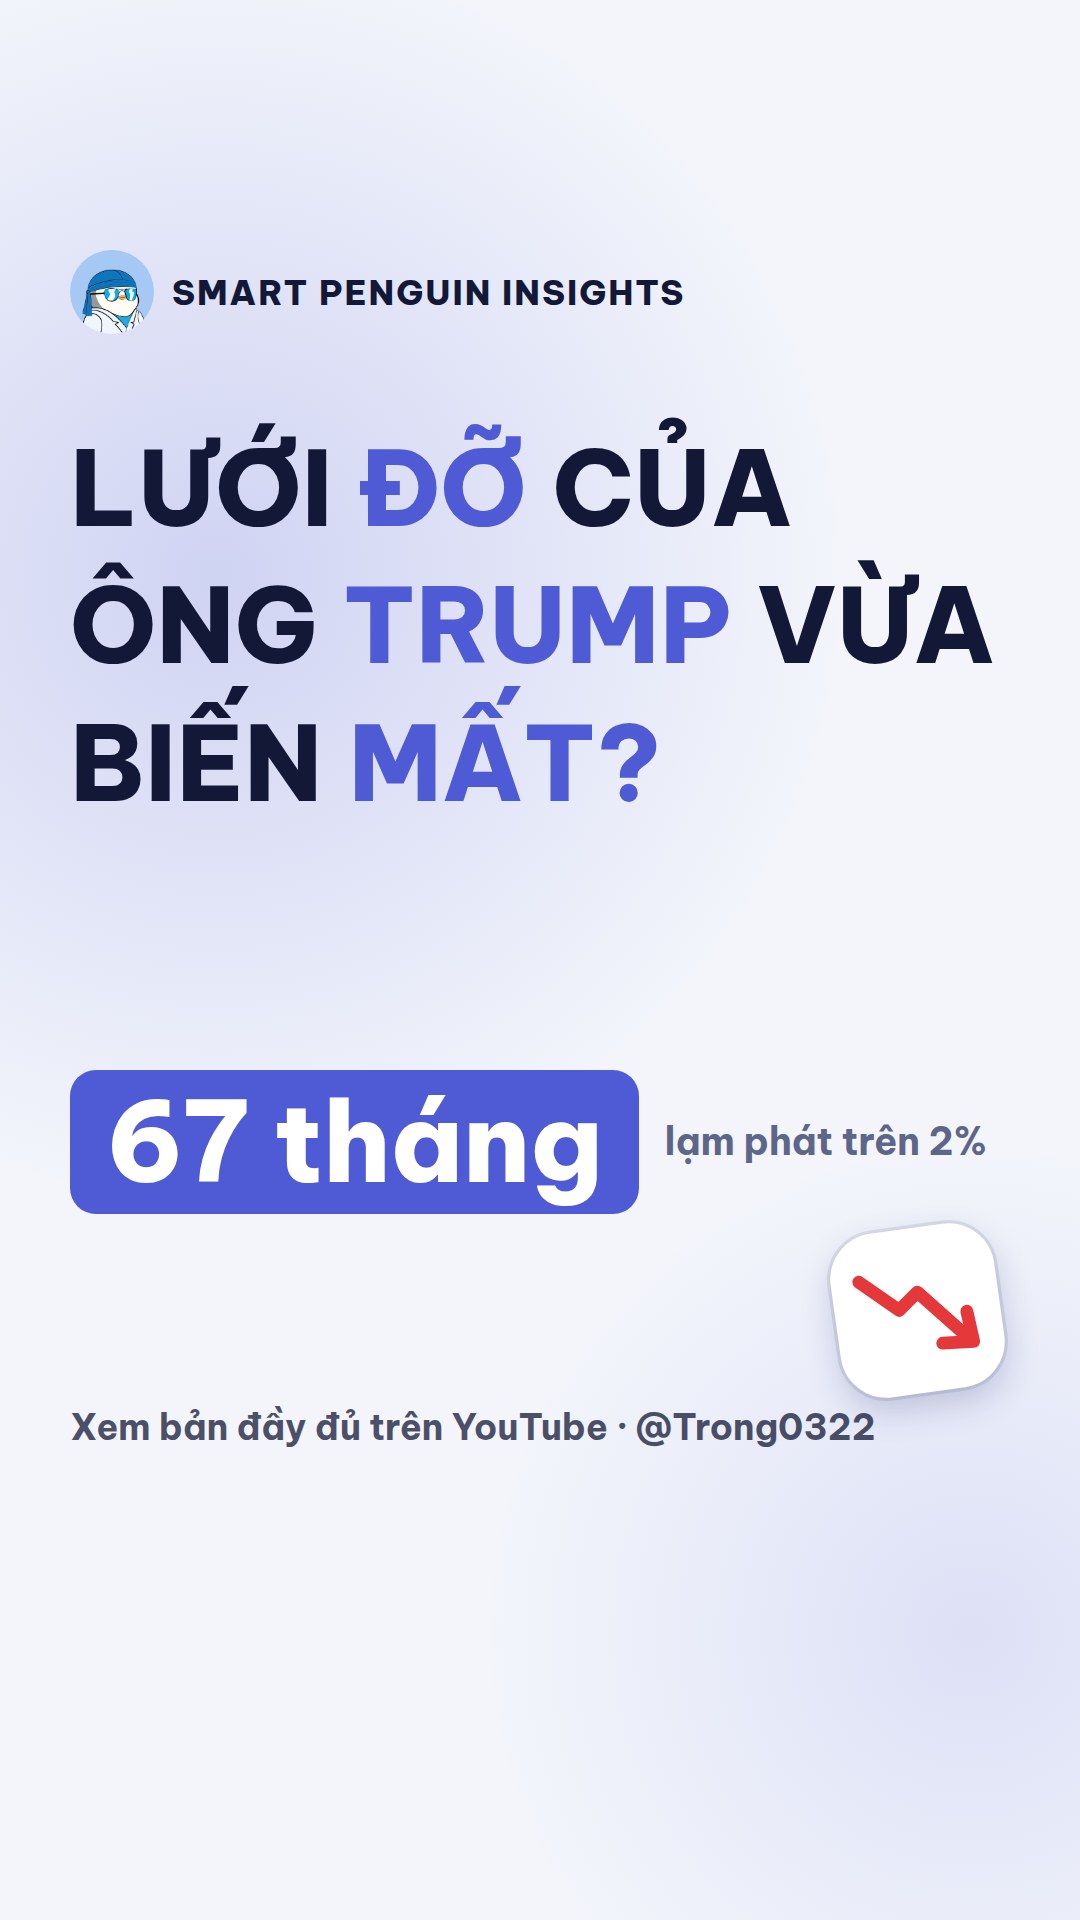 SMART PENGUIN INSIGHTS
LƯỚI ĐỠ CỦA
ÔNG TRUMP VỪA
BIẾN MẤT?
67 tháng lạm phát trên 2%
Xem bản đầy đủ trên YouTube · @Trong0322